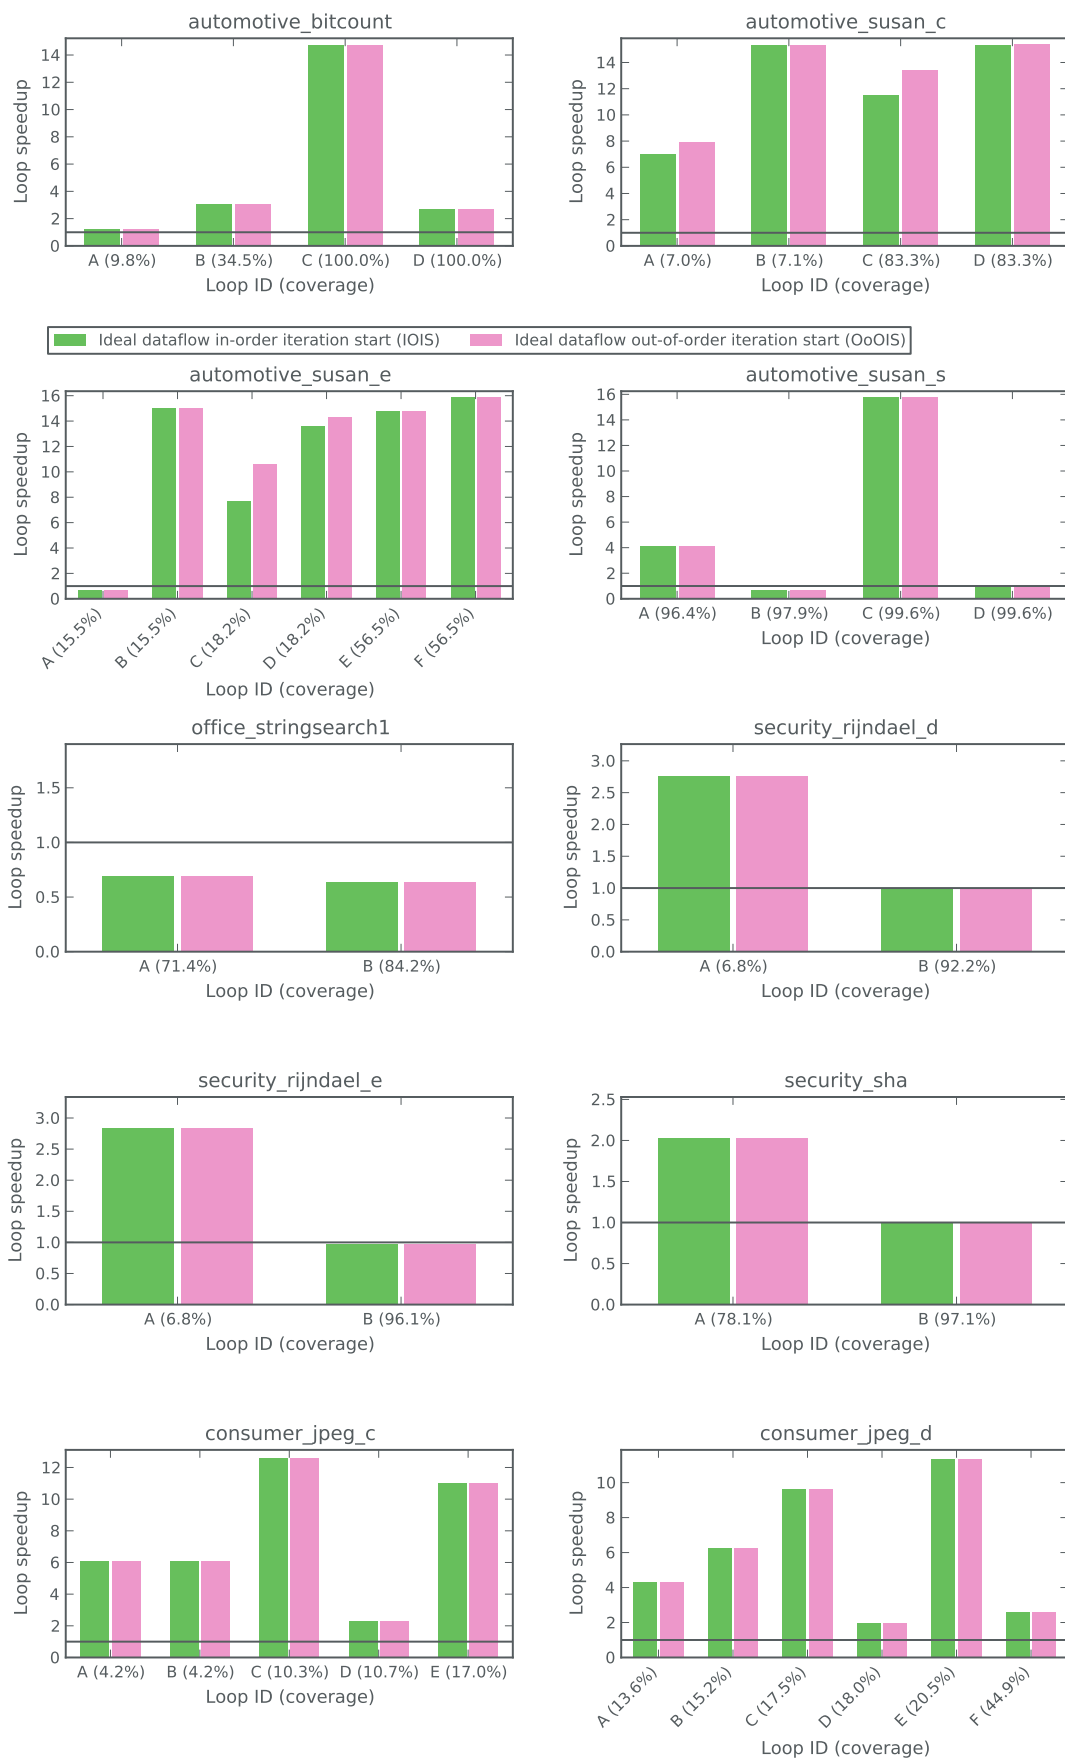 automotive_bitcount
Loop speedup
14
12
10
8
6
4
2
0
A (9.8%) B (34.5%) C (100.0%) D (100.0%)
Loop ID (coverage)
automotive_susan_c
Loop speedup
14
12
10
8
6
4
2
0
A (7.0%) B (7.1%) C (83.3%) D (83.3%)
Loop ID (coverage)
Ideal dataflow in-order iteration start (IOIS) Ideal dataflow out-of-order iteration start (OoOIS)
automotive_susan_e
Loop speedup
16
14
12
10
8
6
4
2
0
A (15.5%) B (15.5%) C (18.2%) D (18.2%) E (56.5%) F (56.5%)
Loop ID (coverage)
automotive_susan_s
Loop speedup
16
14
12
10
8
6
4
2
0
A (96.4%) B (97.9%) C (99.6%) D (99.6%)
Loop ID (coverage)
office_stringsearch1
Loop speedup
1.5
1.0
0.5
0.0
A (71.4%) B (84.2%)
Loop ID (coverage)
security_rijndael_d
Loop speedup
3.0
2.5
2.0
1.5
1.0
0.5
0.0
A (6.8%) B (92.2%)
Loop ID (coverage)
security_rijndael_e
Loop speedup
3.0
2.5
2.0
1.5
1.0
0.5
0.0
A (6.8%) B (96.1%)
Loop ID (coverage)
security_sha
Loop speedup
2.5
2.0
1.5
1.0
0.5
0.0
A (78.1%) B (97.1%)
Loop ID (coverage)
consumer_jpeg_c
Loop speedup
12
10
8
6
4
2
0
A (4.2%) B (4.2%) C (10.3%) D (10.7%) E (17.0%)
Loop ID (coverage)
consumer_jpeg_d
Loop speedup
10
8
6
4
2
0
A (13.6%) B (15.2%) C (17.5%) D (18.0%) E (20.5%) F (44.9%)
Loop ID (coverage)